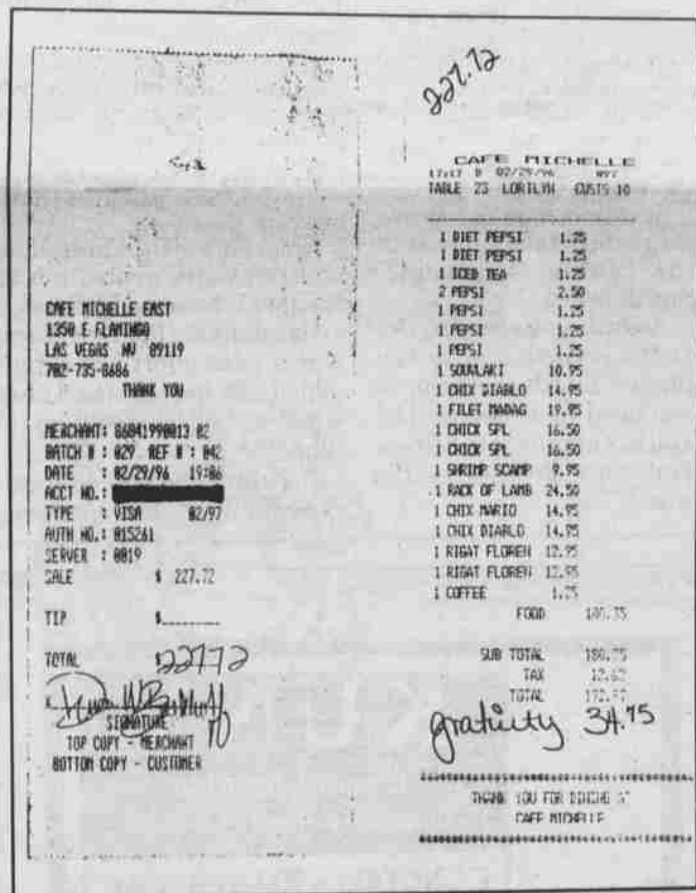 CAFE MICHELLE EAST
1350 E FLAMINGO
LAS VEGAS NV 89119
702-735-8686
THANK YOU
MERCHANT: 06041990013 02
BATCH # : 029 REF # : 042
DATE : 02/29/96 19:06
ACCT NO.:
TYPE : VISA 02/97
AUTH NO.: 015261
SERVER : 0019
SALE $ 227.72
TIP $
TOTAL $227.72
SIGNATURE
TOP COPY - MERCHANT
BOTTOM COPY - CUSTOMER
227.72
CAFE MICHELLE
02/29/96
TABLE 23 LORILYN CUSTS 10
1 DIET PEPSI 1.25
1 DIET PEPSI 1.25
1 ICED TEA 1.25
2 PEPSI 2.50
1 PEPSI 1.25
1 PEPSI 1.25
1 PEPSI 1.25
1 SOUVLAKI 10.95
1 CHIX DIABLO 14.95
1 FILET MADAG 19.95
1 CHICK SPL 16.50
1 CHICK SPL 16.50
1 SHRIMP SCAMP 9.95
1 RACK OF LAMB 24.50
1 CHIX MARIO 14.95
1 CHIX DIABLO 14.95
1 RIGAT FLOREN 12.95
1 RIGAT FLOREN 12.95
1 COFFEE
FOOD
SUB TOTAL
TAX
TOTAL
gratuity 34.95
THANK YOU FOR DINING AT
CAFE MICHELLE